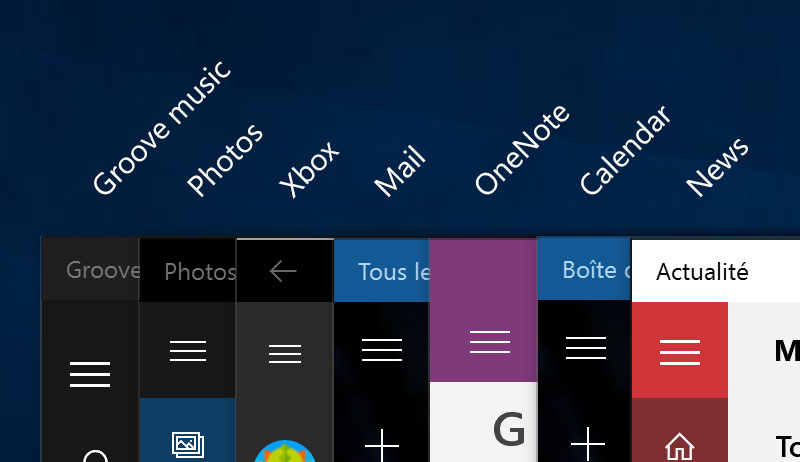 Groove music
Photos
Xbox
Mail
OneNote
Calendar
News
Groove
Photos
Tous le
Boîte
Actualité
M
G
To